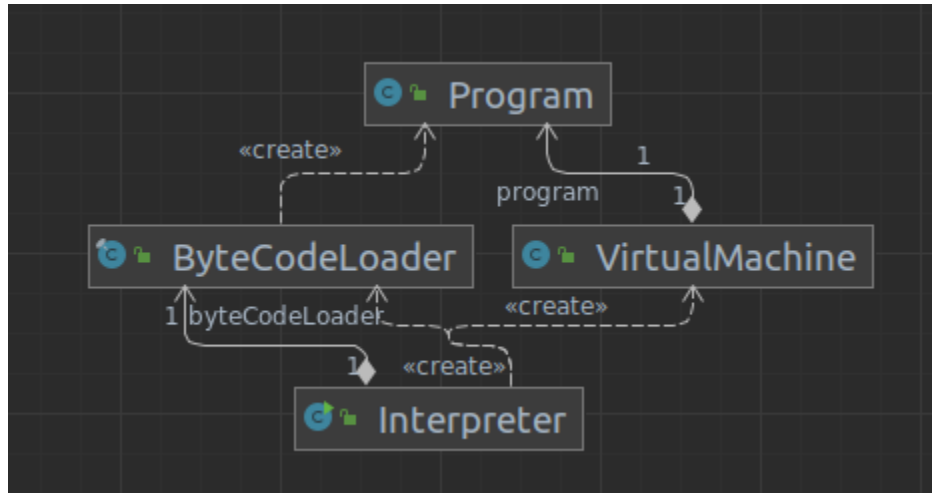 Program
«create»
1
program
1
ByteCodeLoader
VirtualMachine
1 byteCodeLoader
«create»
1
«create»
Interpreter